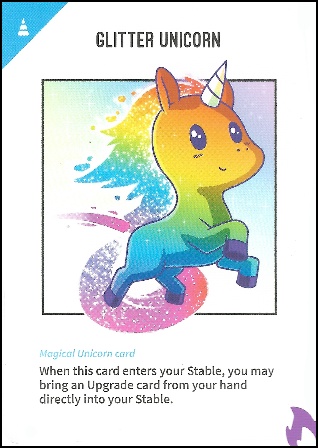 GLITTER UNICORN
Magical Unicorn card
When this card enters your Stable, you may
bring an Upgrade card from your hand
directly into your Stable.